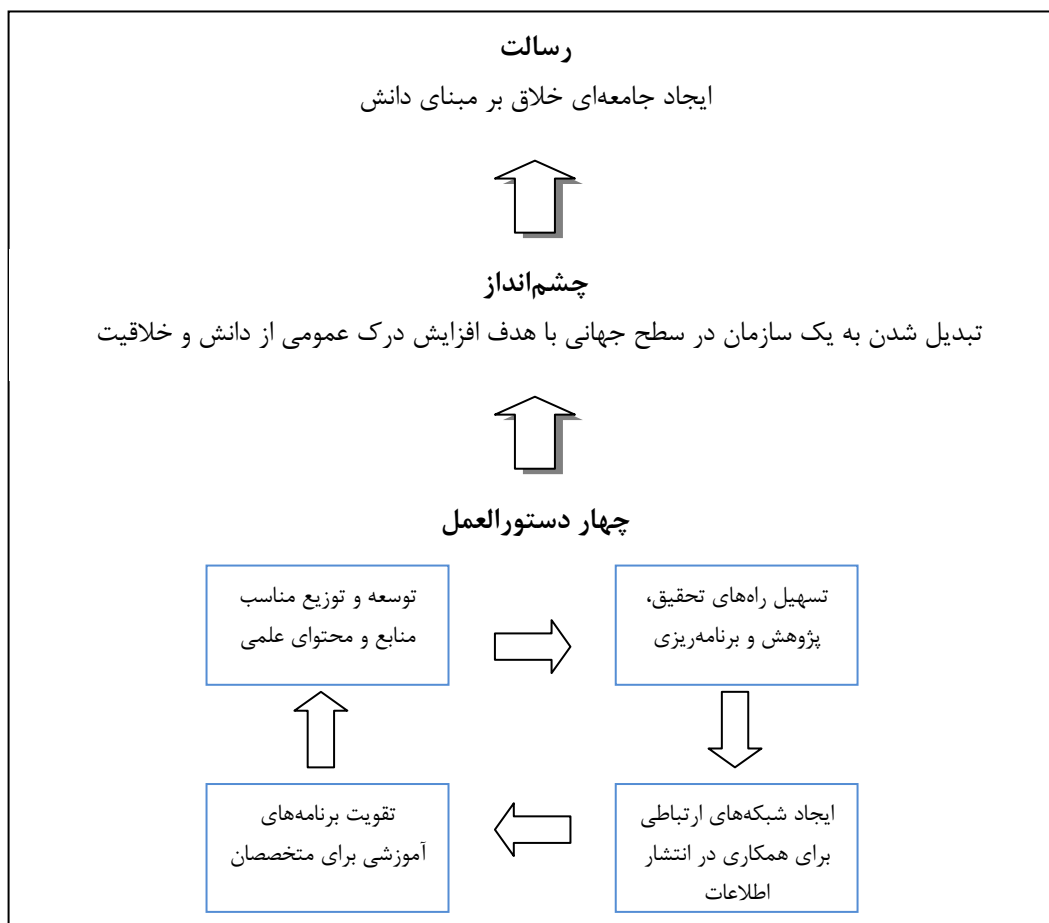 رسالت
ایجاد جامعه‌ای خلاق بر مبنای دانش
چشم‌انداز
تبدیل شدن به یک سازمان در سطح جهانی با هدف افزایش درک عمومی از دانش و خلاقیت
چهار دستورالعمل
تسهیل راه‌های تحقیق،
پژوهش و برنامه‌ریزی
توسعه و توزیع مناسب
منابع و محتوای علمی
ایجاد شبکه‌های ارتباطی
برای همکاری در انتشار
اطلاعات
تقویت برنامه‌های
آموزشی برای متخصصان